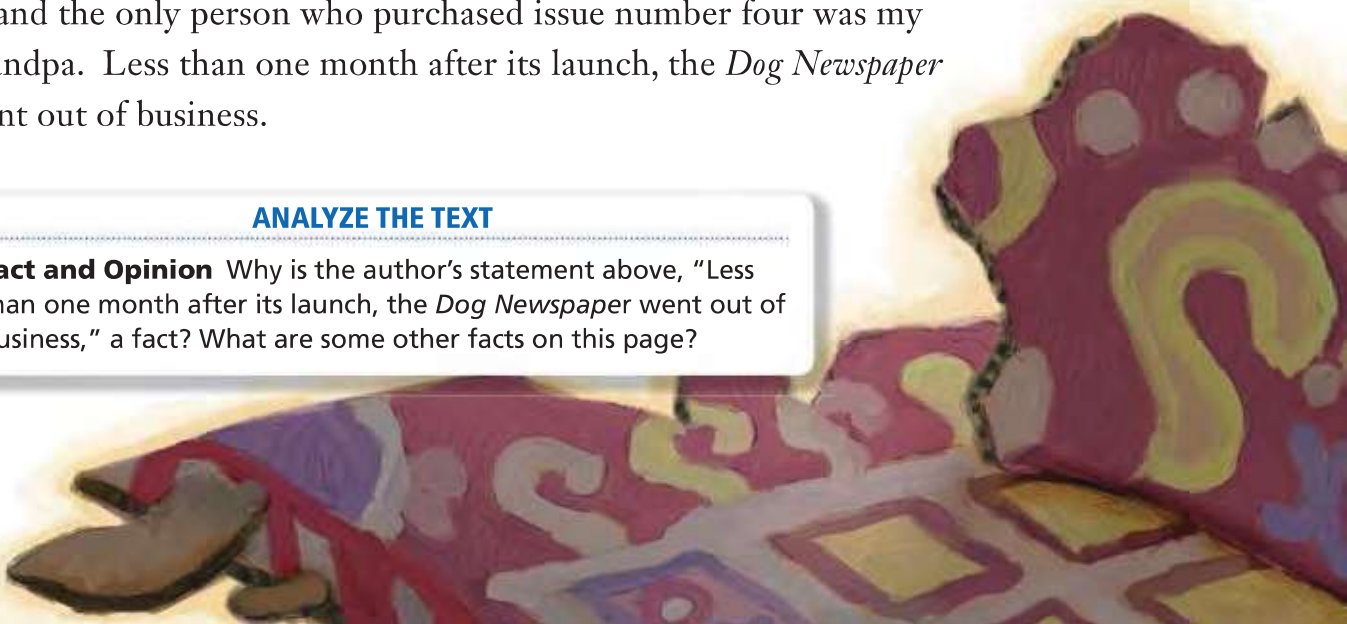 and the only person who purchased issue number four was my
ndpa. Less than one month after its launch, the Dog Newspaper
nt out of business.
ANALYZE THE TEXT
act and Opinion Why is the author's statement above, “Less
han one month after its launch, the Dog Newspaper went out of
usiness,” a fact? What are some other facts on this page?